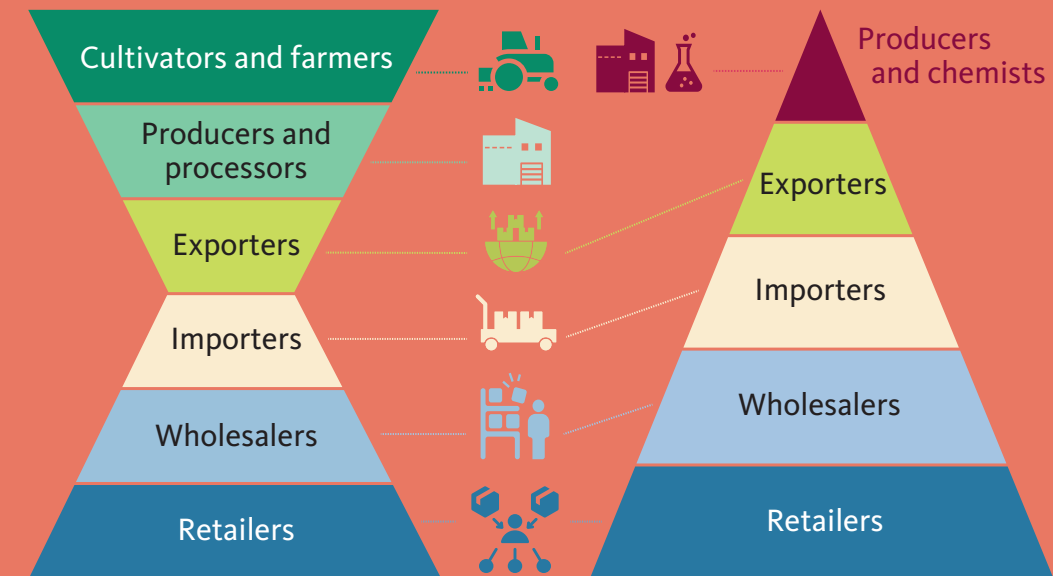 Cultivators and farmers
Producers and
processors
Exporters
Importers
Wholesalers
Retailers
Producers
and chemists
Exporters
Importers
Wholesalers
Retailers